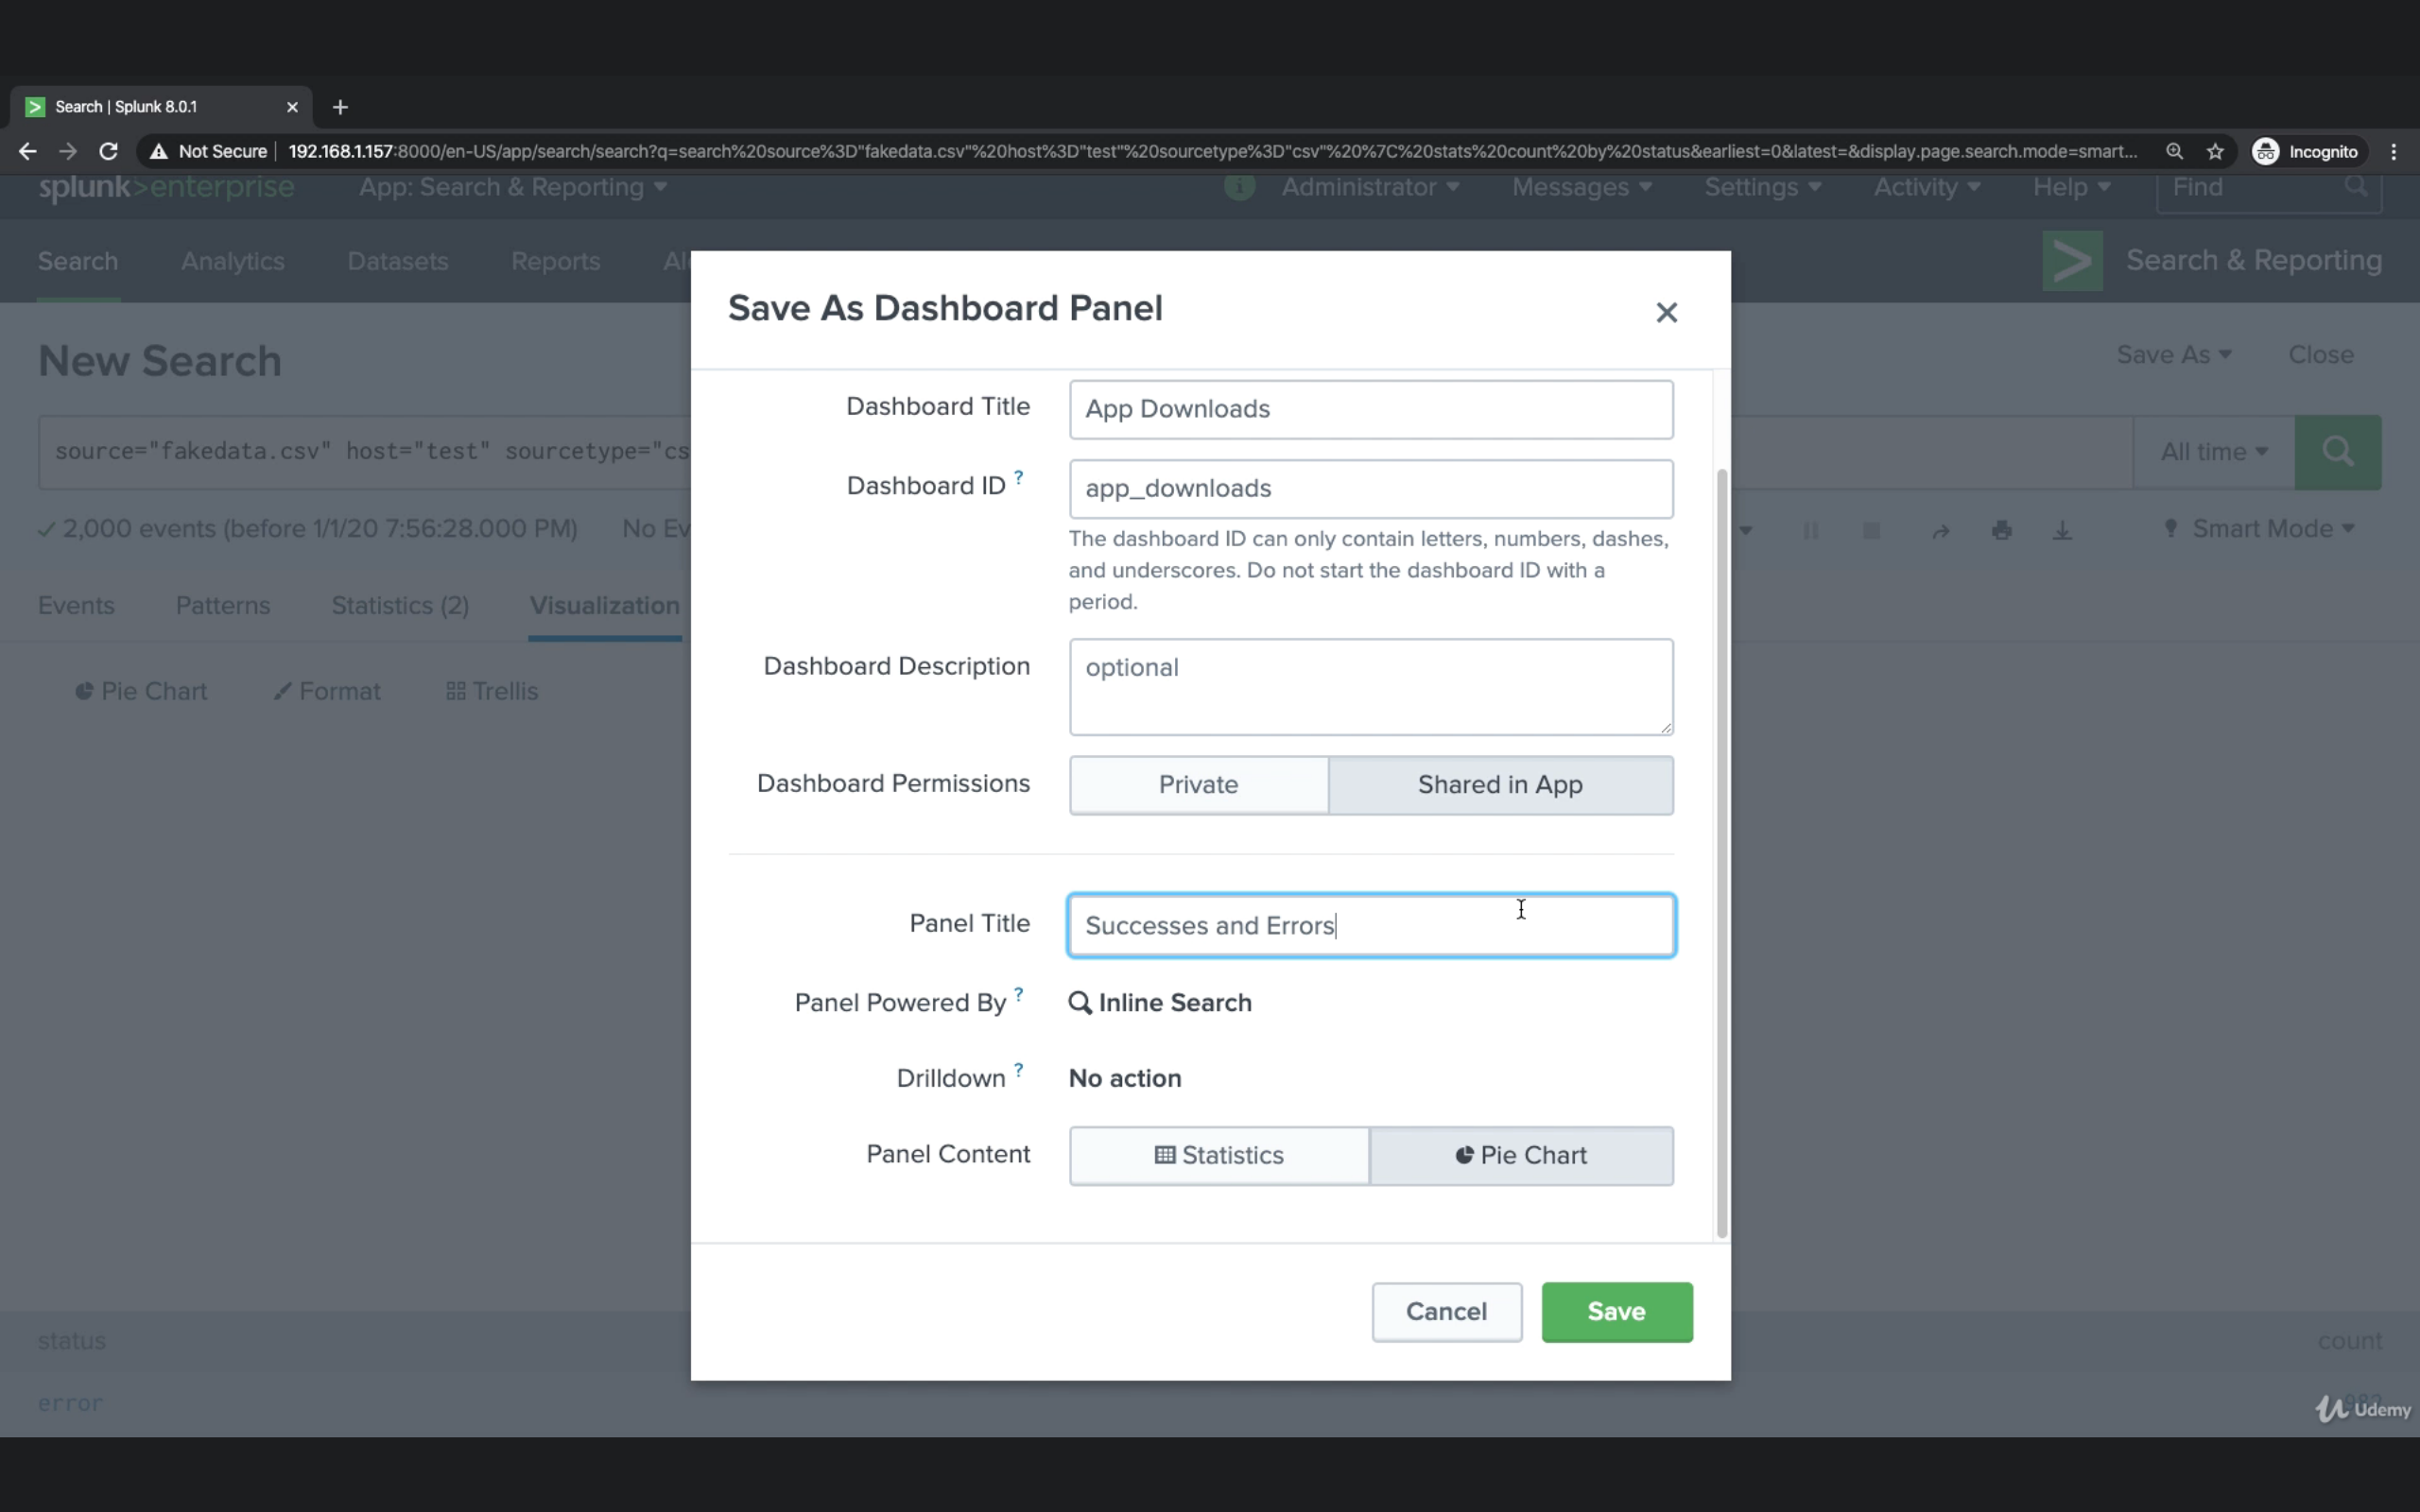 Search | Splunk 8.0.1
Not Secure
192.168.1.157:8000/en-US/app/search/search?q=search%20source%3D"fakedata.csv"%20host%3D"test"%20sourcetype%3D"csv"%20%7C%20stats%20count%20by%20status&earliest=0&latest=&display.page.search.mode=smart...
Incognito
splunk>enterprise App: Search & Reporting i Administrator Messages Settings Activity Help Find
Search Analytics Datasets Reports Al Search & Reporting
New Search
Save As Close
source="fakedata.csv" host="test" sourcetype="cs
All time
2,000 events (before 1/1/20 7:56:28.000 PM) No Ev
Smart Mode
Events Patterns Statistics (2) Visualization
Pie Chart Format Trellis
Save As Dashboard Panel
Dashboard Title App Downloads
Dashboard ID ? app_downloads
The dashboard ID can only contain letters, numbers, dashes,
and underscores. Do not start the dashboard ID with a
period.
Dashboard Description optional
Dashboard Permissions Private Shared in App
Panel Title Successes and Errors
Panel Powered By ? Inline Search
Drilldown ? No action
Panel Content Statistics Pie Chart
Cancel Save
status count
error
Udemy